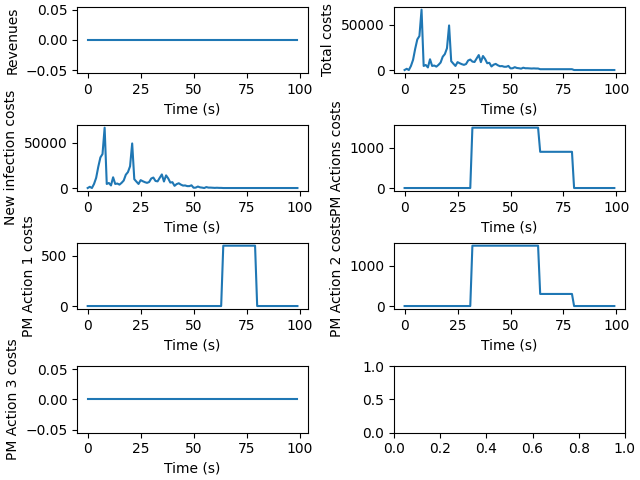 Revenues
0.05
0.00
−0.05
0 25 50 75 100
Time (s)
Total costs
50000
0
0 25 50 75 100
Time (s)
New infection costs
50000
0
0 25 50 75 100
Time (s)
PM Actions costs
1000
0
0 25 50 75 100
Time (s)
PM Action 1 costs
500
0
0 25 50 75 100
Time (s)
PM Action 2 costs
1000
0
0 25 50 75 100
Time (s)
PM Action 3 costs
0.05
0.00
−0.05
0 25 50 75 100
Time (s)
1.0
0.5
0.0
0.0 0.2 0.4 0.6 0.8 1.0